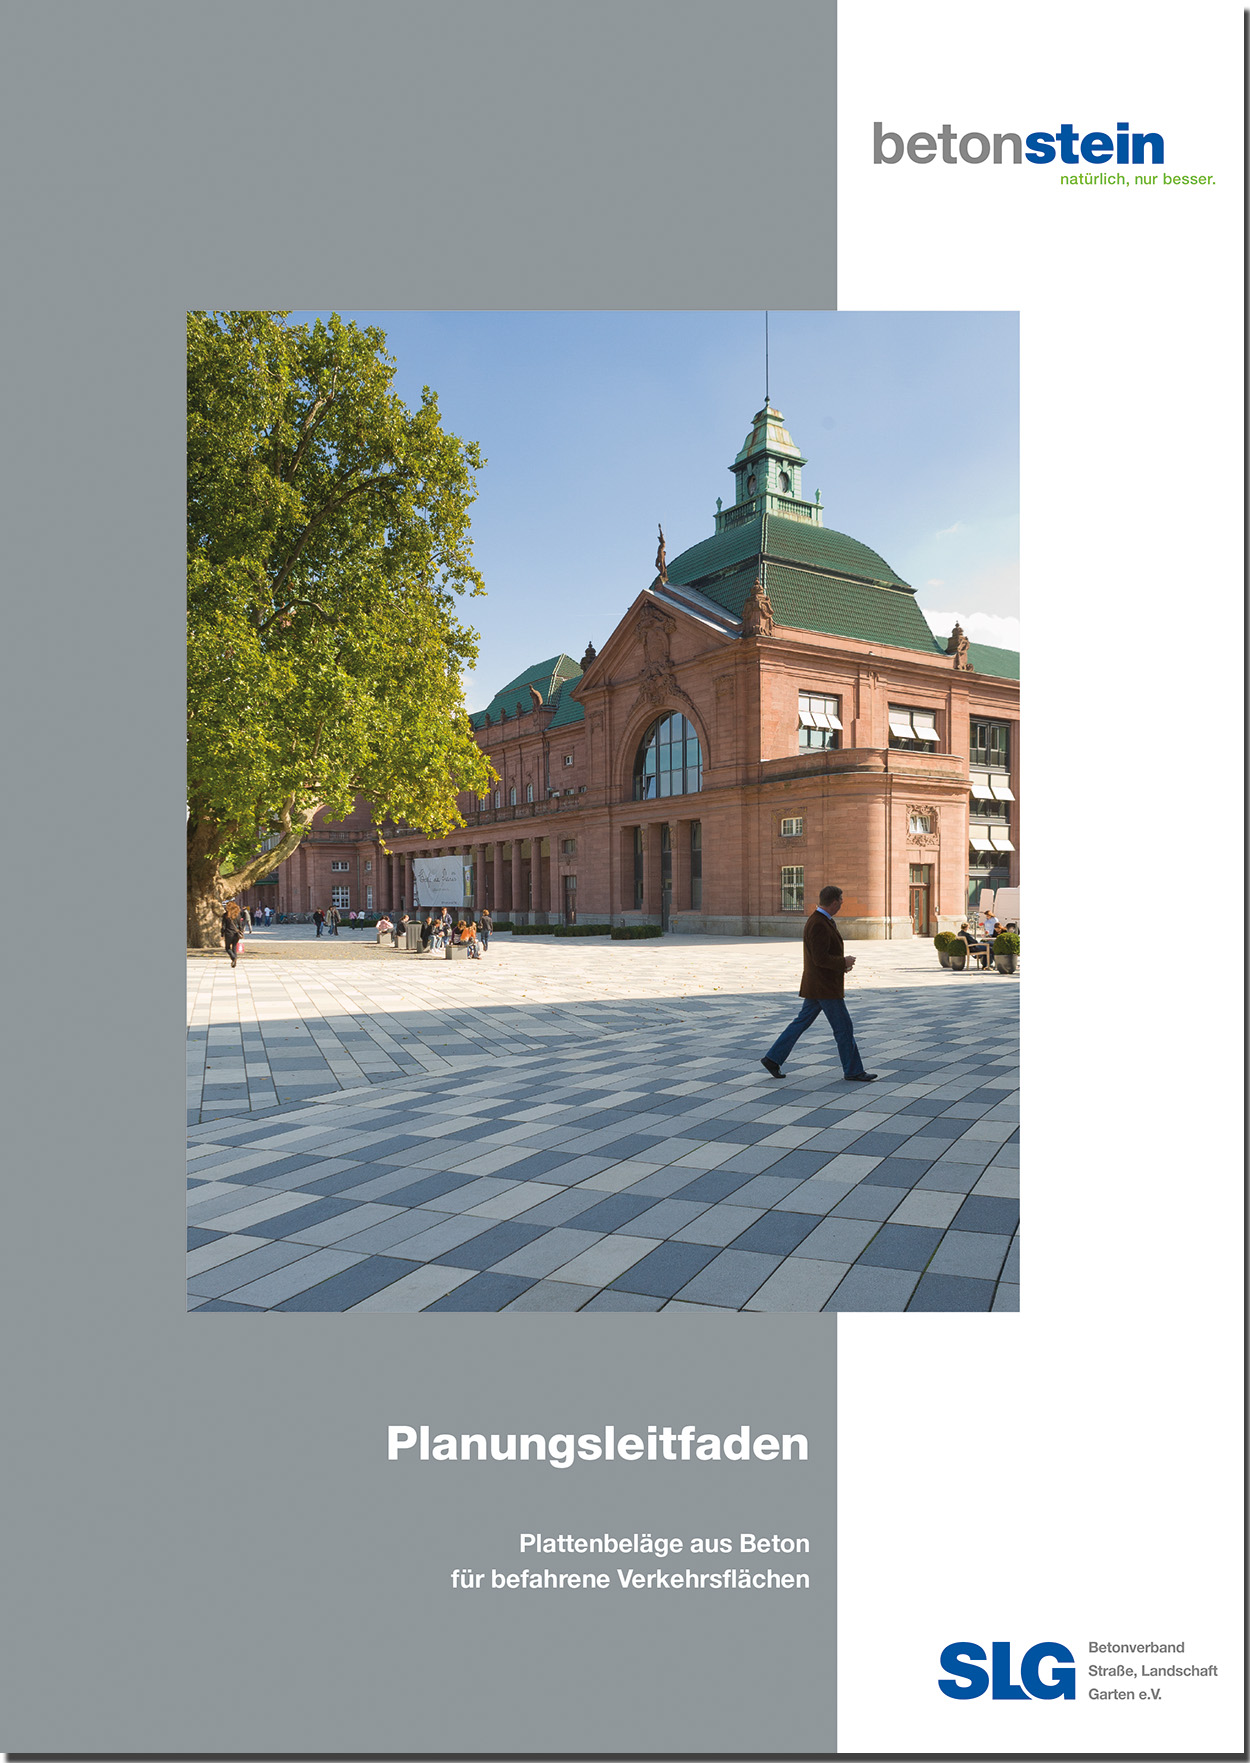 betonstein
natürlich, nur besser.
Planungsleitfaden
Plattenbeläge aus Beton
für befahrene Verkehrsflächen
SLG
Betonverband
Straße, Landschaft
Garten e.V.